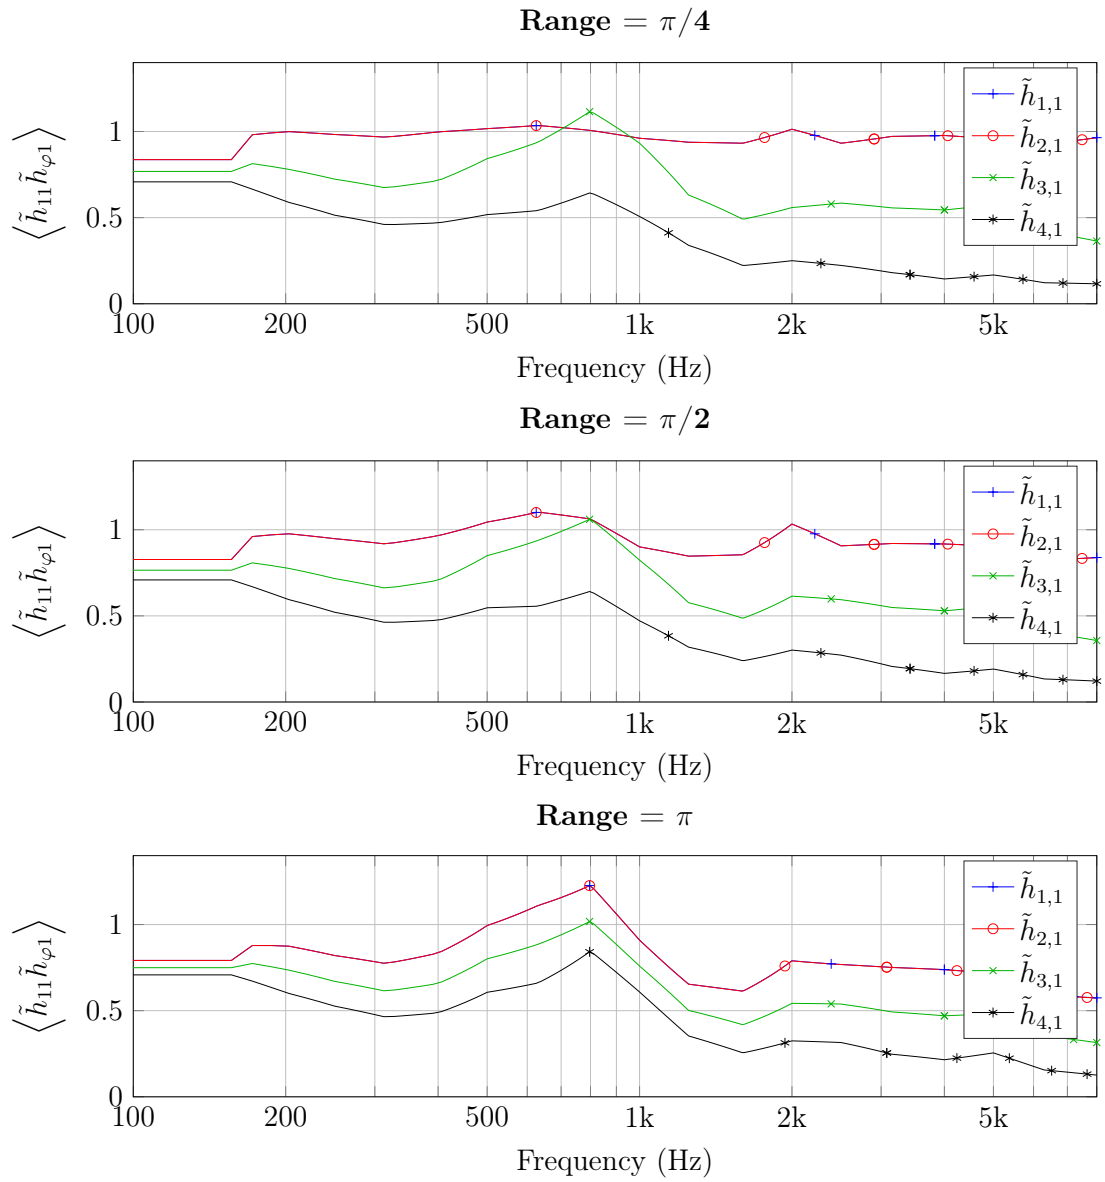 Range = π/4
⟨h̃₁₁h̃φ₁⟩
1
0.5
0
100 200 500 1k 2k 5k
Frequency (Hz)
h̃₁,₁
h̃₂,₁
h̃₃,₁
h̃₄,₁
Range = π/2
⟨h̃₁₁h̃φ₁⟩
1
0.5
0
100 200 500 1k 2k 5k
Frequency (Hz)
h̃₁,₁
h̃₂,₁
h̃₃,₁
h̃₄,₁
Range = π
⟨h̃₁₁h̃φ₁⟩
1
0.5
0
100 200 500 1k 2k 5k
Frequency (Hz)
h̃₁,₁
h̃₂,₁
h̃₃,₁
h̃₄,₁